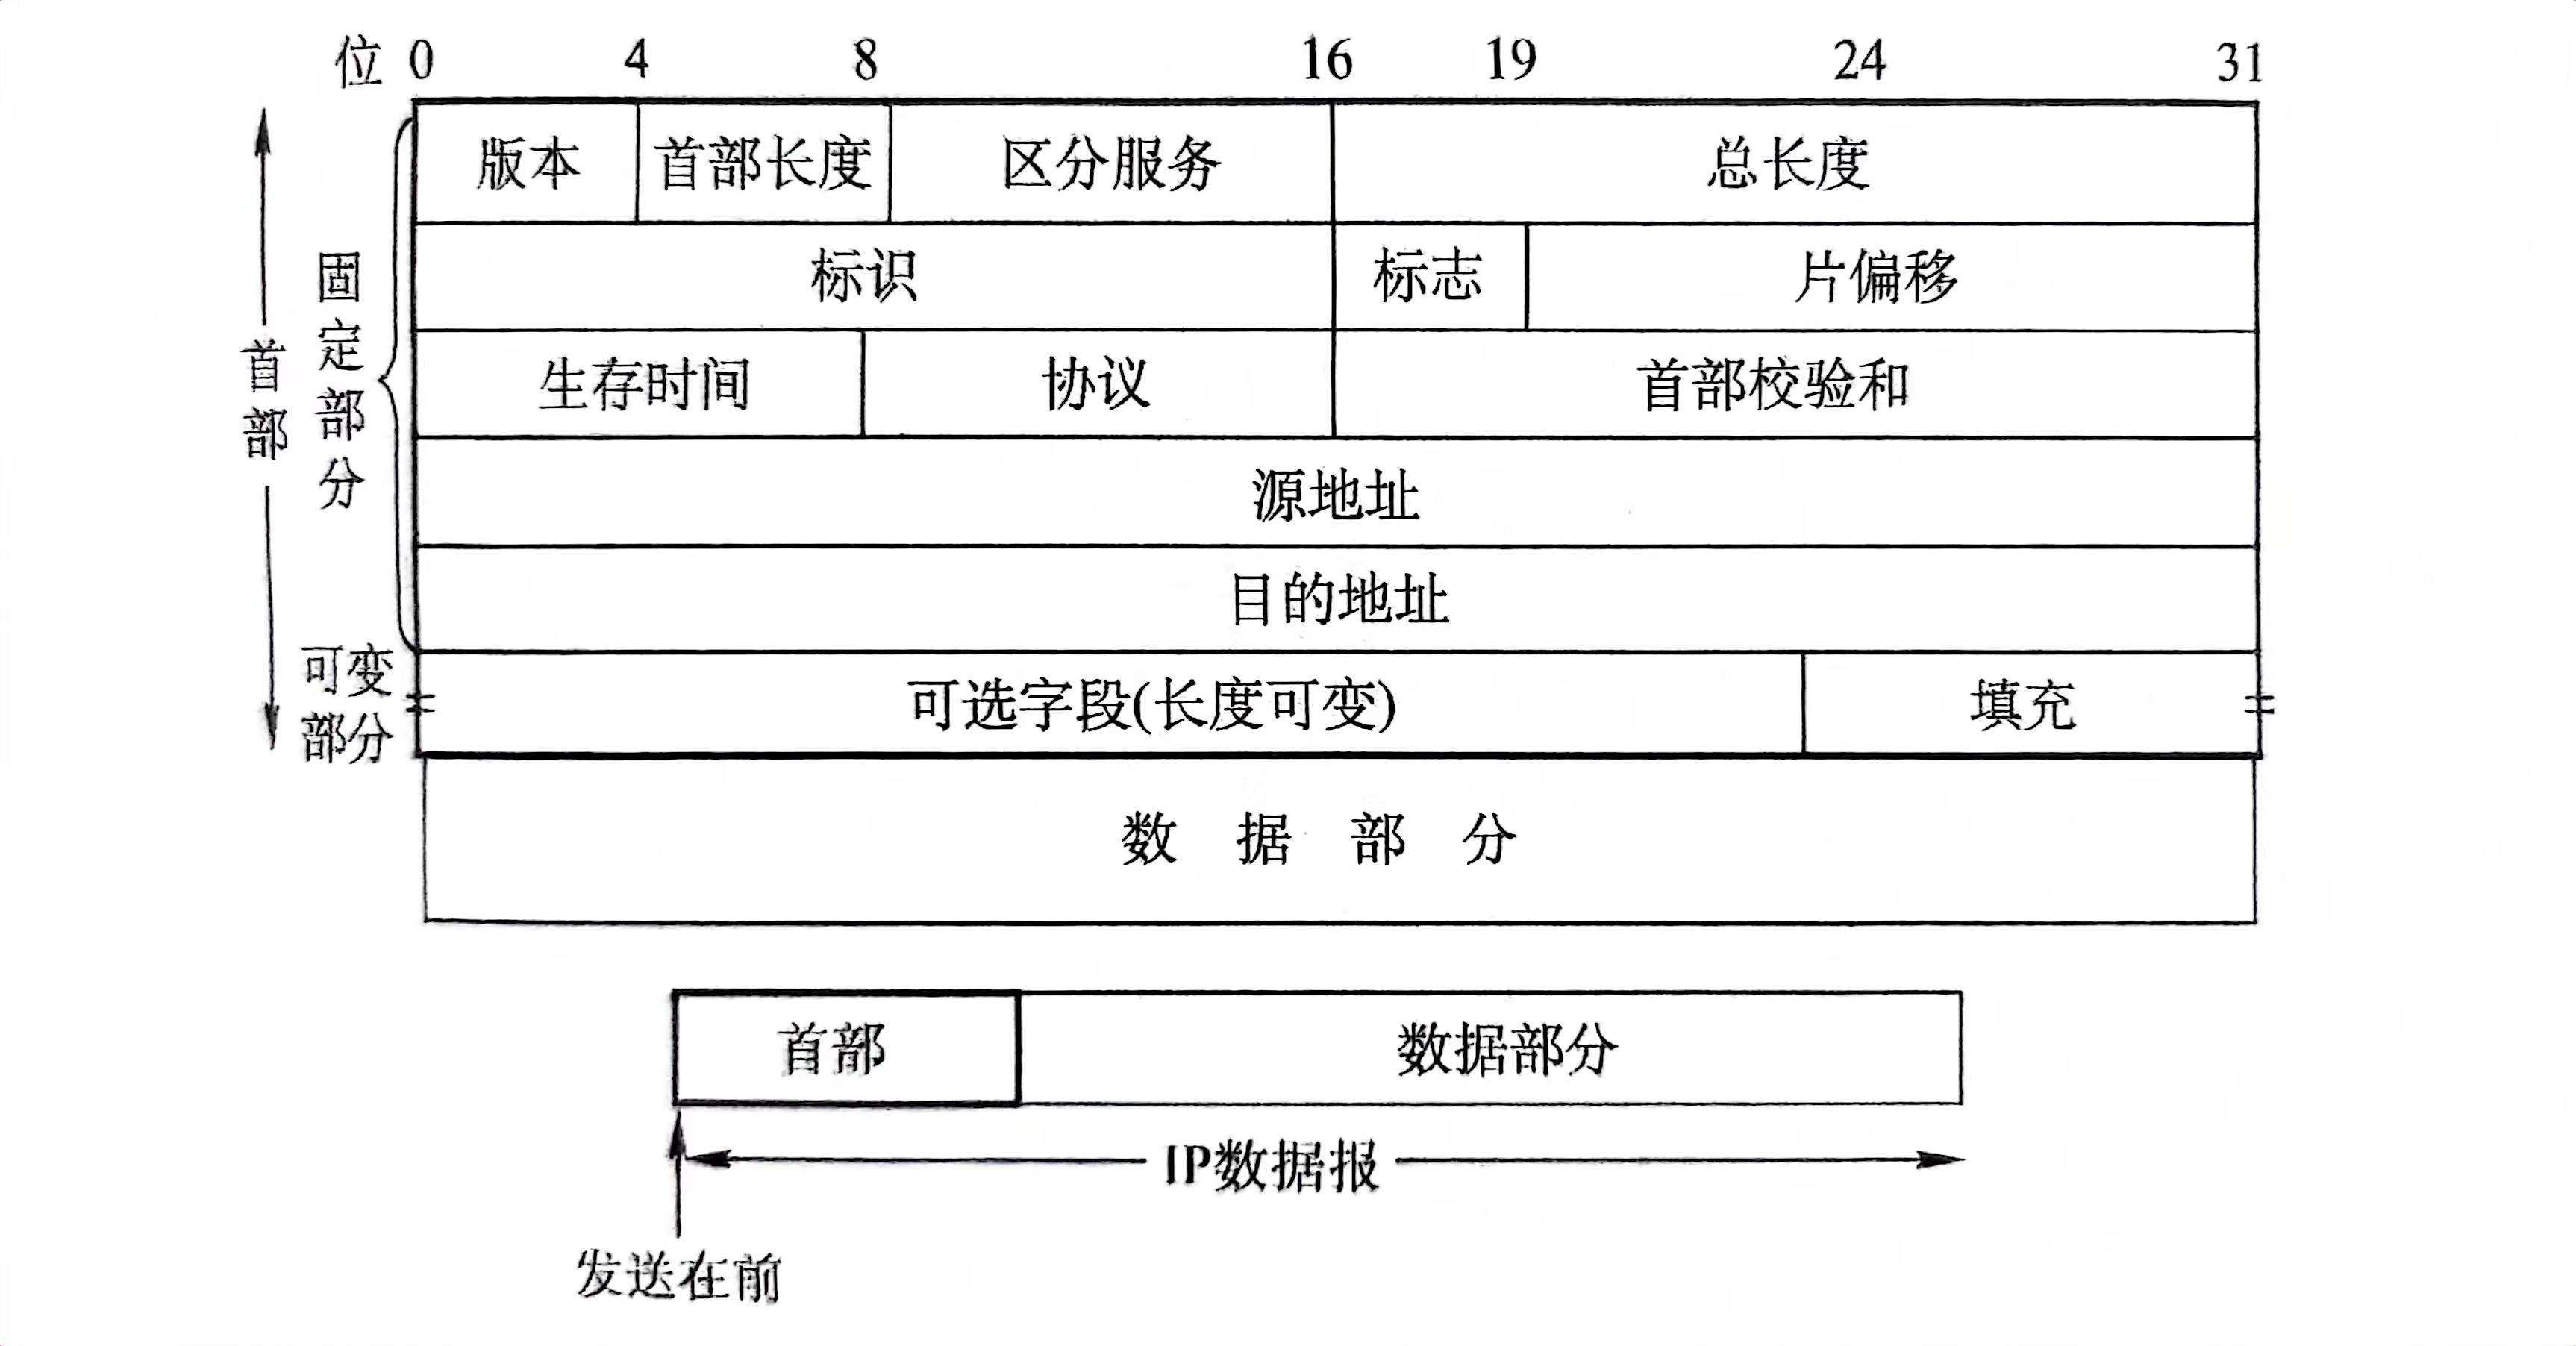 位 0 4 8 16 19 24 31
版本 首部长度 区分服务 总长度
标识 标志 片偏移
生存时间 协议 首部校验和
源地址
目的地址
可选字段(长度可变) 填充
数 据 部 分
首部
固定部分
可变
部分
首部 数据部分
IP数据报
发送在前